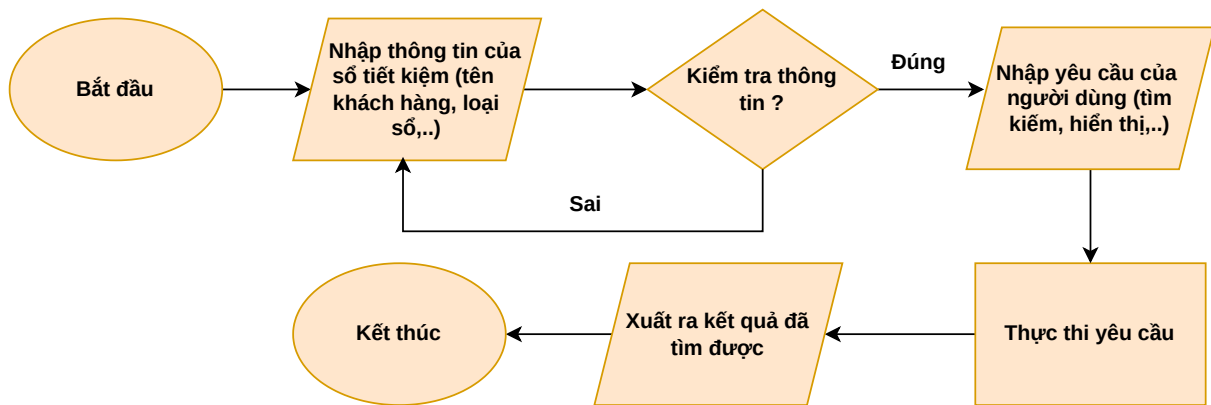 Bắt đầu
Nhập thông tin của
sổ tiết kiệm (tên
khách hàng, loại
sổ,..)
Kiểm tra thông
tin ?
Đúng
Nhập yêu cầu của
người dùng (tìm
kiếm, hiển thị,..)
Sai
Thực thi yêu cầu
Xuất ra kết quả đã
tìm được
Kết thúc